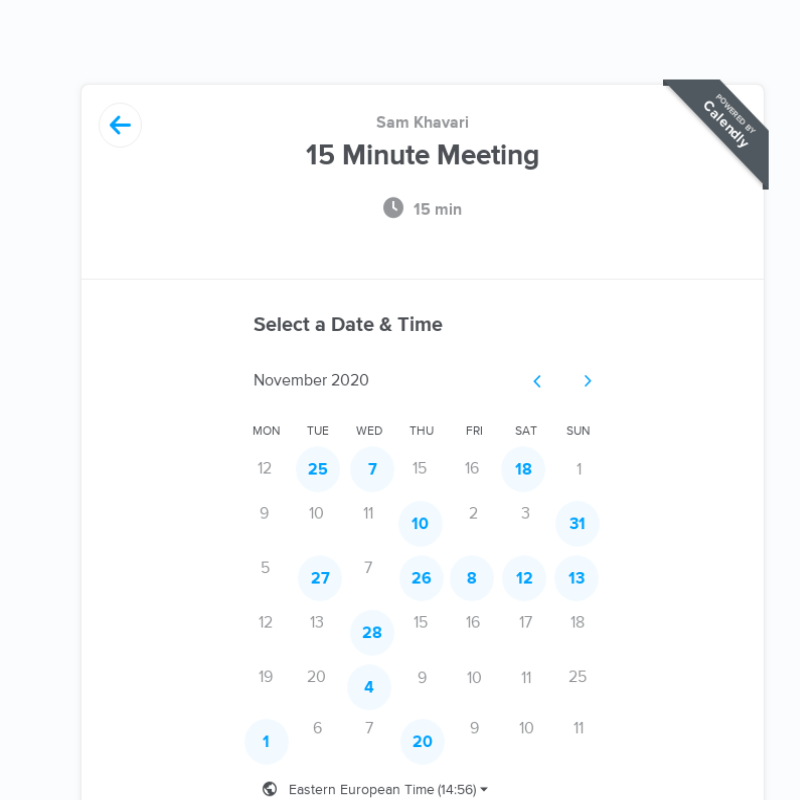 POWERED BY
Calendly
Sam Khavari
15 Minute Meeting
15 min
Select a Date & Time
November 2020
MON TUE WED THU FRI SAT SUN
12 25 7 15 16 18 1
9 10 11 10 2 3 31
5 27 7 26 8 12 13
12 13 28 15 16 17 18
19 20 4 9 10 11 25
1 6 7 20 9 10 11
Eastern European Time (14:56)